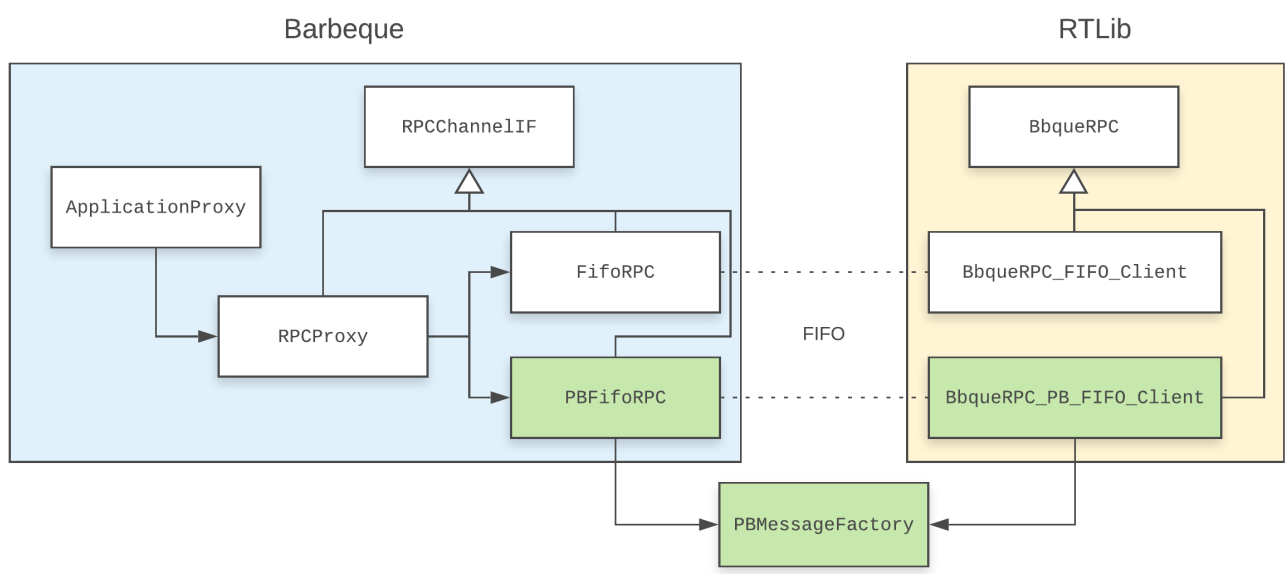 Barbeque
RTLib
RPCChannelIF
BbqueRPC
ApplicationProxy
FifoRPC
BbqueRPC_FIFO_Client
RPCProxy
FIFO
PBFifoRPC
BbqueRPC_PB_FIFO_Client
PBMessageFactory